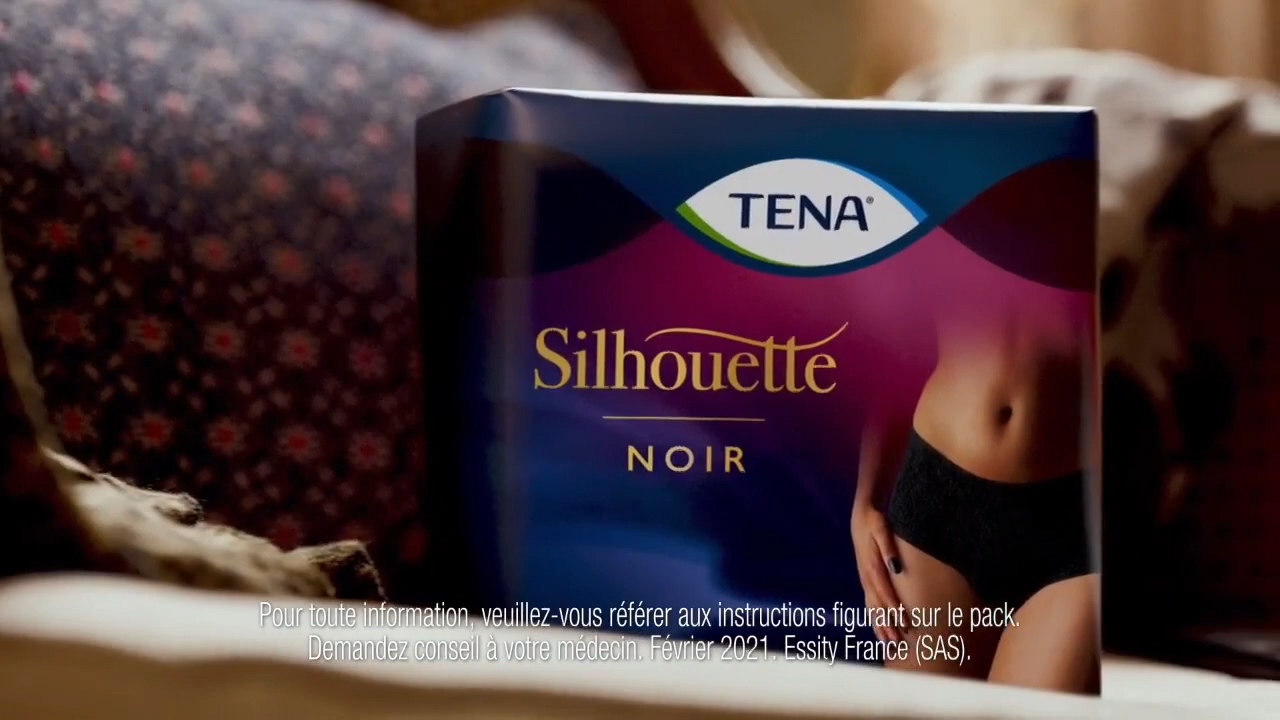 TENA®
Silhouette
NOIR
Pour toute information, veuillez-vous référer aux instructions figurant sur le pack.
Demandez conseil à votre médecin. Février 2021. Essity France (SAS).